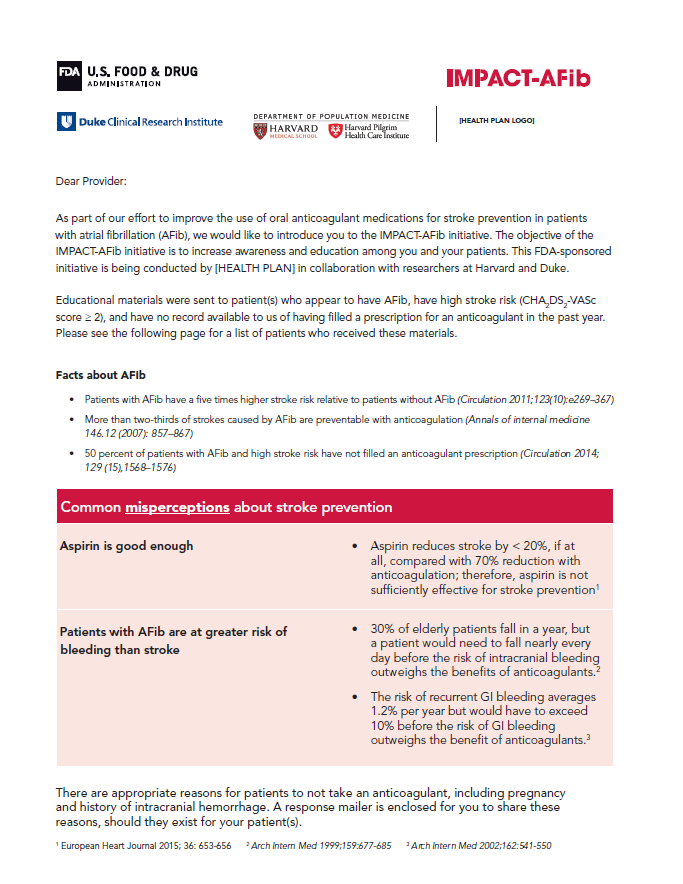 FDA U.S. FOOD & DRUG
ADMINISTRATION
IMPACT-AFib
Duke Clinical Research Institute
DEPARTMENT OF POPULATION MEDICINE
HARVARD
MEDICAL SCHOOL
Harvard Pilgrim
Health Care Institute
[HEALTH PLAN LOGO]
Dear Provider:
As part of our effort to improve the use of oral anticoagulant medications for stroke prevention in patients
with atrial fibrillation (AFib), we would like to introduce you to the IMPACT-AFib initiative. The objective of the
IMPACT-AFib initiative is to increase awareness and education among you and your patients. This FDA-sponsored
initiative is being conducted by [HEALTH PLAN] in collaboration with researchers at Harvard and Duke.
Educational materials were sent to patient(s) who appear to have AFib, have high stroke risk (CHA₂DS₂-VASc
score ≥ 2), and have no record available to us of having filled a prescription for an anticoagulant in the past year.
Please see the following page for a list of patients who received these materials.
Facts about AFIb
• Patients with AFib have a five times higher stroke risk relative to patients without AFib (Circulation 2011;123(10):e269–367)
• More than two-thirds of strokes caused by AFib are preventable with anticoagulation (Annals of internal medicine
146.12 (2007): 857–867)
• 50 percent of patients with AFib and high stroke risk have not filled an anticoagulant prescription (Circulation 2014;
129 (15),1568–1576)
Common misperceptions about stroke prevention
Aspirin is good enough
• Aspirin reduces stroke by < 20%, if at
all, compared with 70% reduction with
anticoagulation; therefore, aspirin is not
sufficiently effective for stroke prevention¹
Patients with AFib are at greater risk of
bleeding than stroke
• 30% of elderly patients fall in a year, but
a patient would need to fall nearly every
day before the risk of intracranial bleeding
outweighs the benefits of anticoagulants.²
• The risk of recurrent GI bleeding averages
1.2% per year but would have to exceed
10% before the risk of GI bleeding
outweighs the benefit of anticoagulants.³
There are appropriate reasons for patients to not take an anticoagulant, including pregnancy
and history of intracranial hemorrhage. A response mailer is enclosed for you to share these
reasons, should they exist for your patient(s).
¹ European Heart Journal 2015; 36: 653-656 ² Arch Intern Med 1999;159:677-685 ³ Arch Intern Med 2002;162:541-550